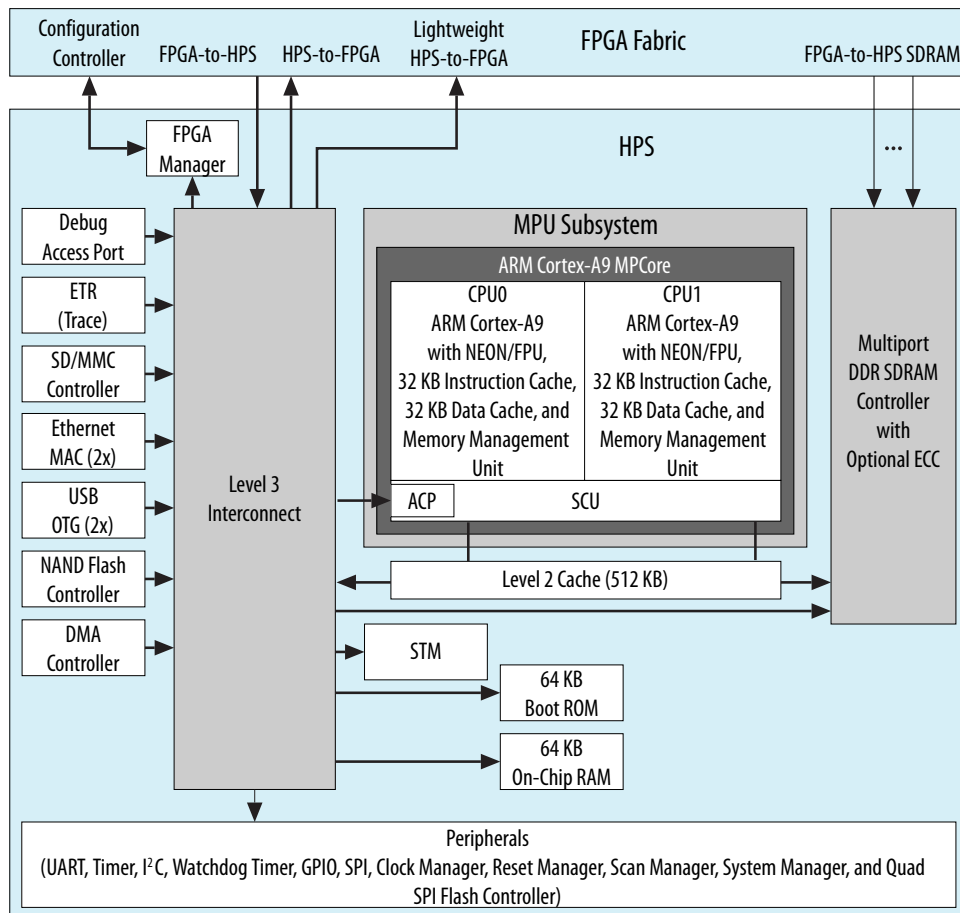 Configuration
Controller
FPGA-to-HPS
HPS-to-FPGA
Lightweight
HPS-to-FPGA
FPGA Fabric
FPGA-to-HPS SDRAM
FPGA
Manager
HPS
...
Debug
Access Port
ETR
(Trace)
SD/MMC
Controller
Ethernet
MAC (2x)
USB
OTG (2x)
NAND Flash
Controller
DMA
Controller
Level 3
Interconnect
MPU Subsystem
ARM Cortex-A9 MPCore
CPU0
ARM Cortex-A9
with NEON/FPU,
32 KB Instruction Cache,
32 KB Data Cache, and
Memory Management
Unit
CPU1
ARM Cortex-A9
with NEON/FPU,
32 KB Instruction Cache,
32 KB Data Cache, and
Memory Management
Unit
ACP
SCU
Level 2 Cache (512 KB)
Multiport
DDR SDRAM
Controller
with
Optional ECC
STM
64 KB
Boot ROM
64 KB
On-Chip RAM
Peripherals
(UART, Timer, I²C, Watchdog Timer, GPIO, SPI, Clock Manager, Reset Manager, Scan Manager, System Manager, and Quad
SPI Flash Controller)